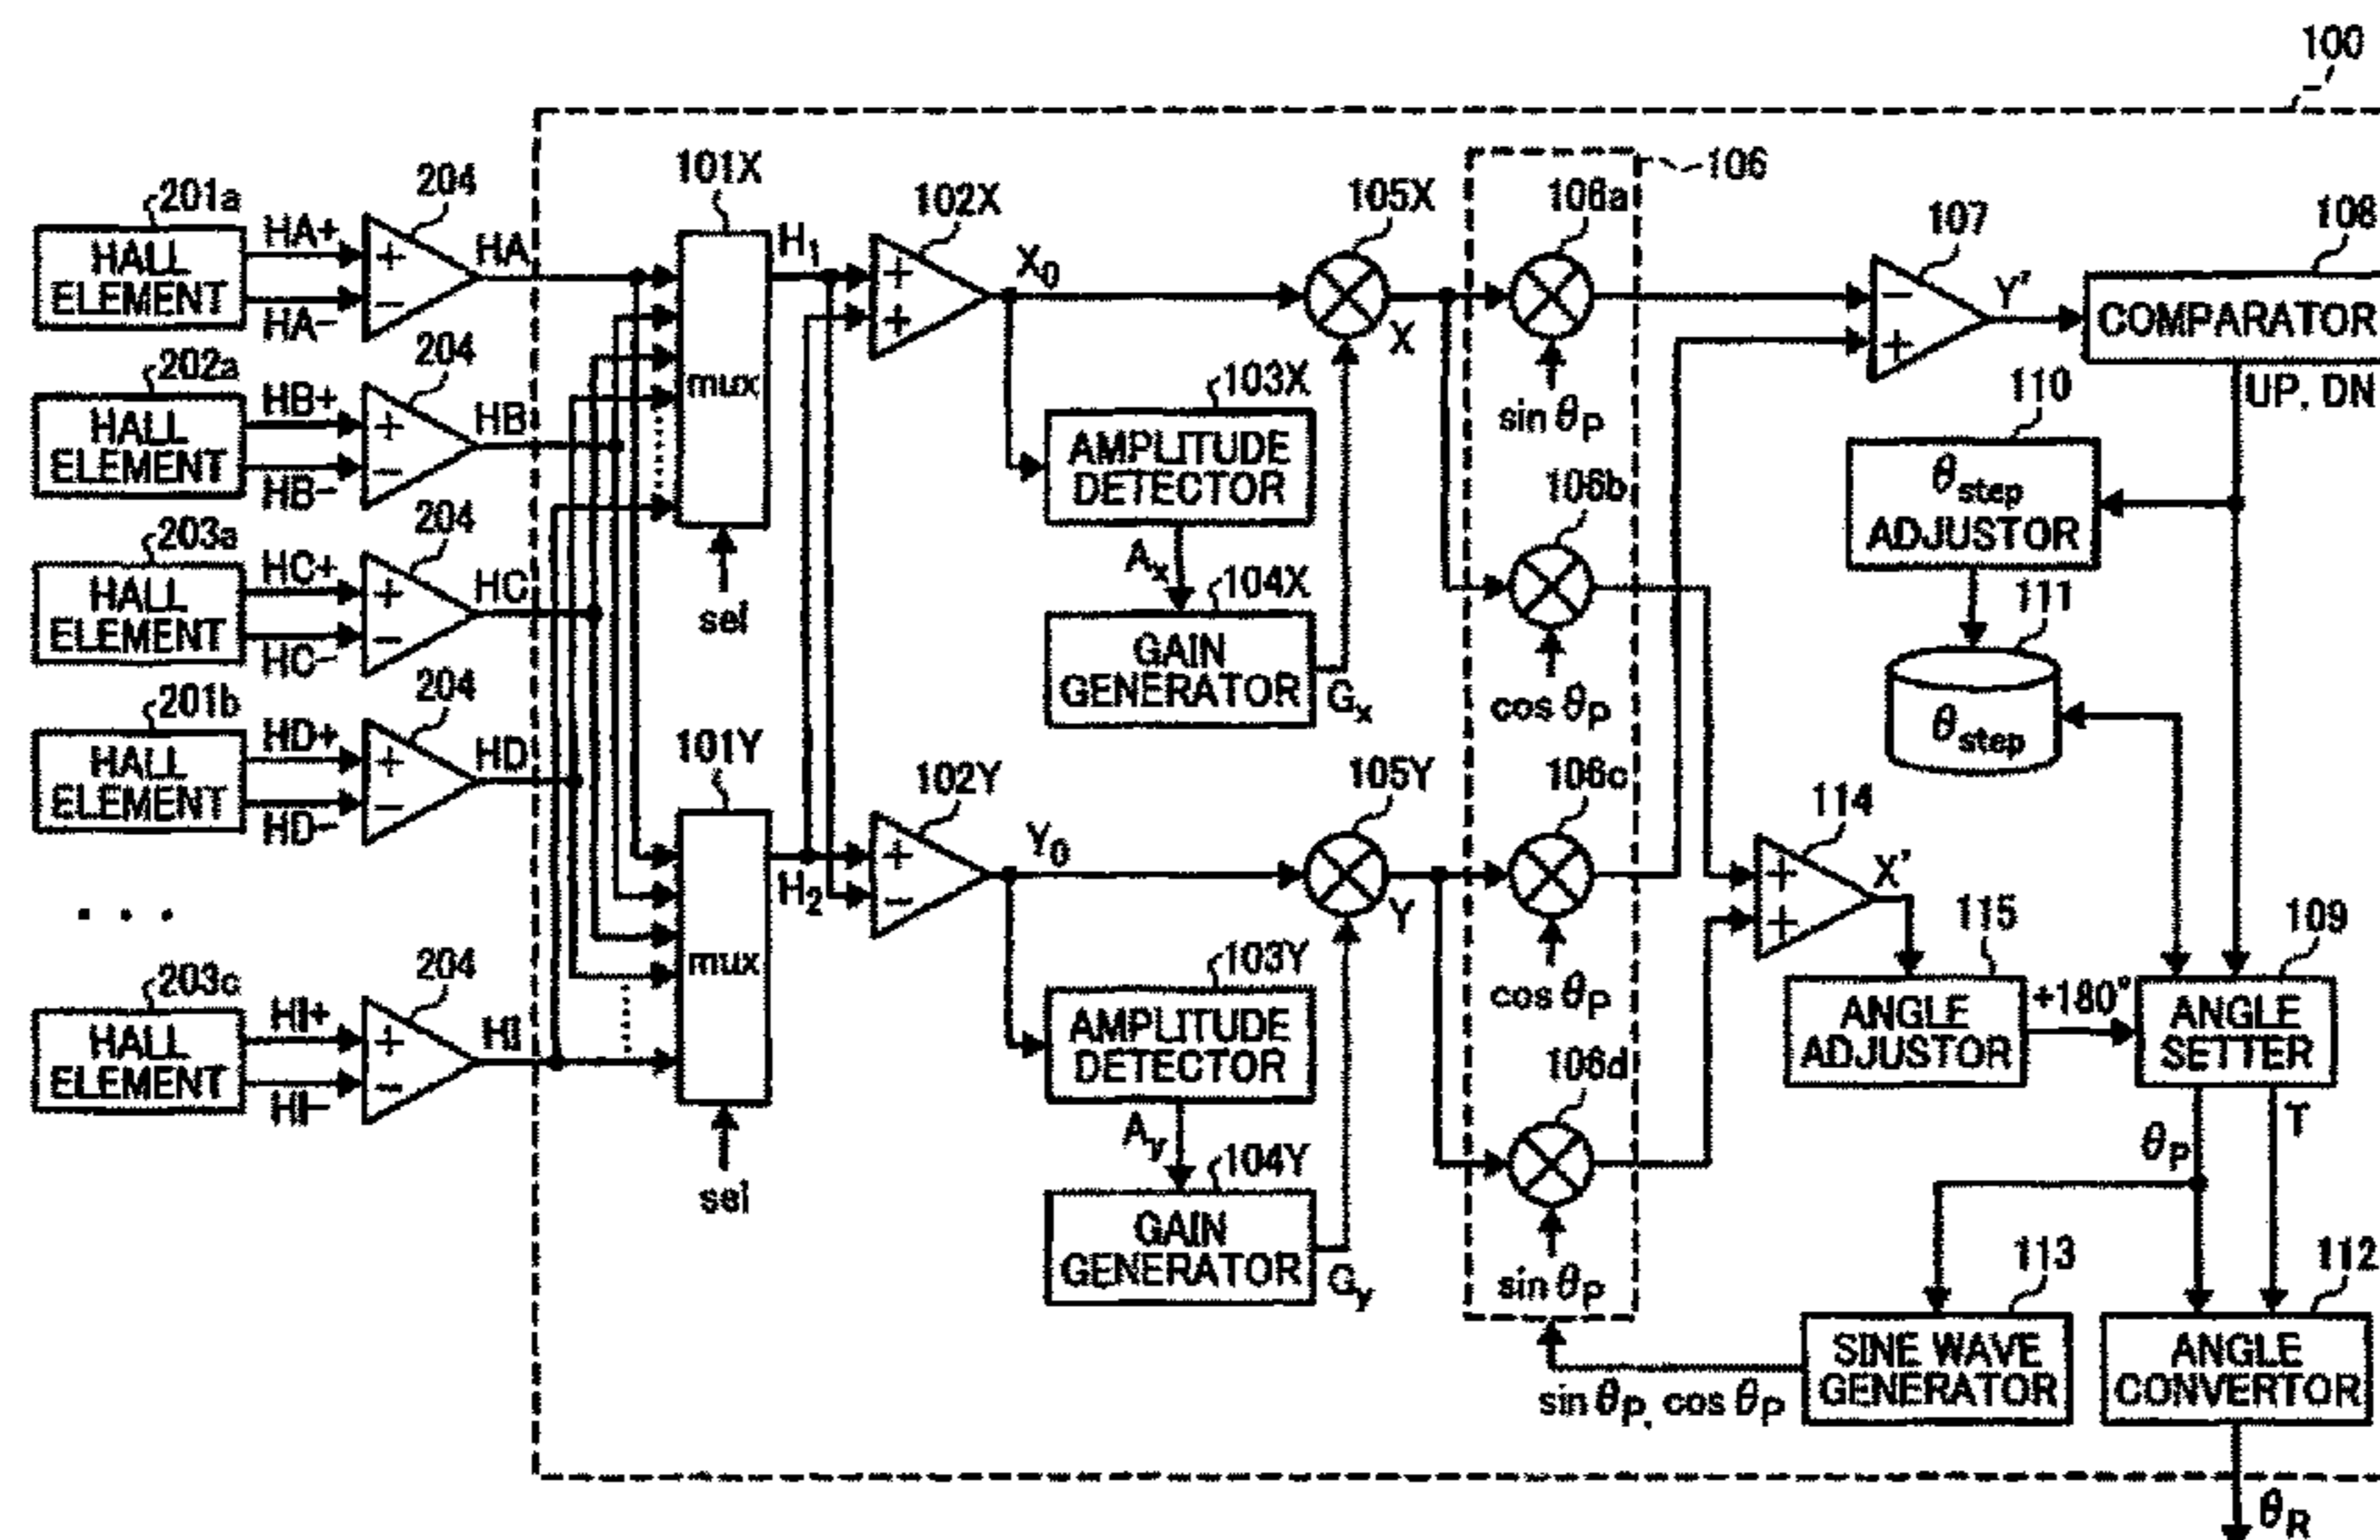 100
201a
HALL ELEMENT
HA+
HA-
204
HA
202a
HALL ELEMENT
HB+
HB-
204
HB
203a
HALL ELEMENT
HC+
HC-
204
HC
201b
HALL ELEMENT
HD+
HD-
204
HD
. . .
203c
HALL ELEMENT
HI+
HI-
204
HI
101X
mux
sel
H1
101Y
mux
sel
H2
102X
X0
103X
AMPLITUDE DETECTOR
Ax
104X
GAIN GENERATOR
Gx
105X
X
102Y
Y0
103Y
AMPLITUDE DETECTOR
Ay
104Y
GAIN GENERATOR
Gy
105Y
Y
106
106a
sin θP
106b
cos θP
106c
cos θP
106d
sin θP
107
Y'
108
COMPARATOR
UP, DN
110
θstep ADJUSTOR
111
θstep
114
X'
115
ANGLE ADJUSTOR
+180°
109
ANGLE SETTER
θP
T
113
SINE WAVE GENERATOR
sin θP, cos θP
112
ANGLE CONVERTOR
θR